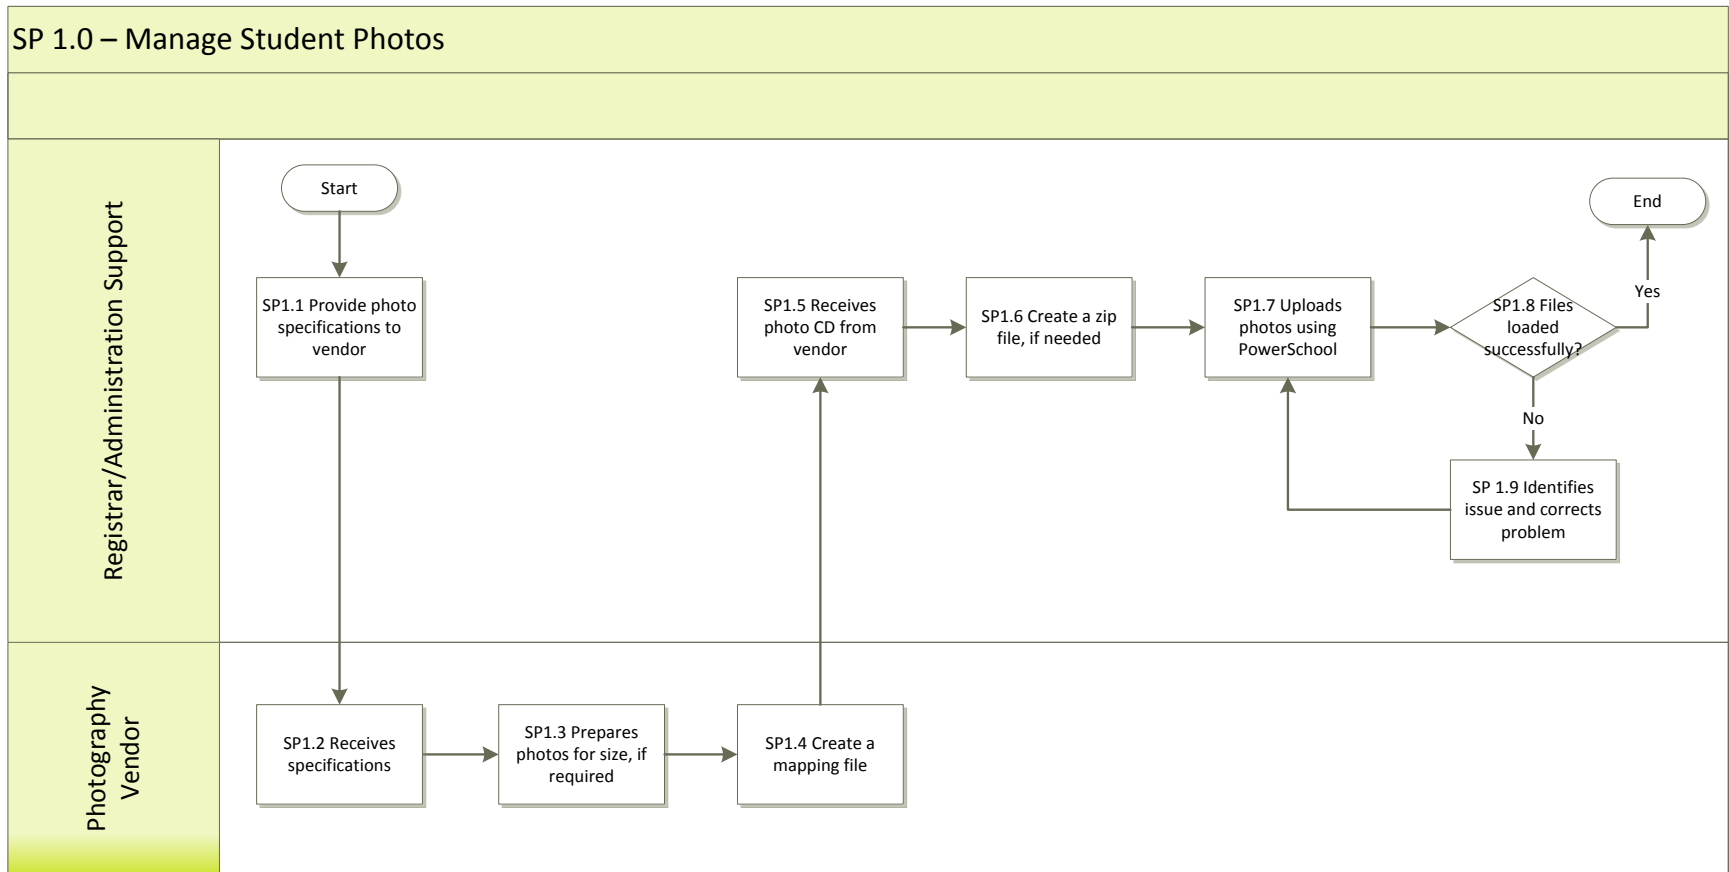 SP 1.0 – Manage Student Photos
Registrar/Administration Support
Start
SP1.1 Provide photo
specifications to
vendor
SP1.5 Receives
photo CD from
vendor
SP1.6 Create a zip
file, if needed
SP1.7 Uploads
photos using
PowerSchool
SP1.8 Files
loaded
successfully?
Yes
End
No
SP 1.9 Identifies
issue and corrects
problem
Photography
Vendor
SP1.2 Receives
specifications
SP1.3 Prepares
photos for size, if
required
SP1.4 Create a
mapping file